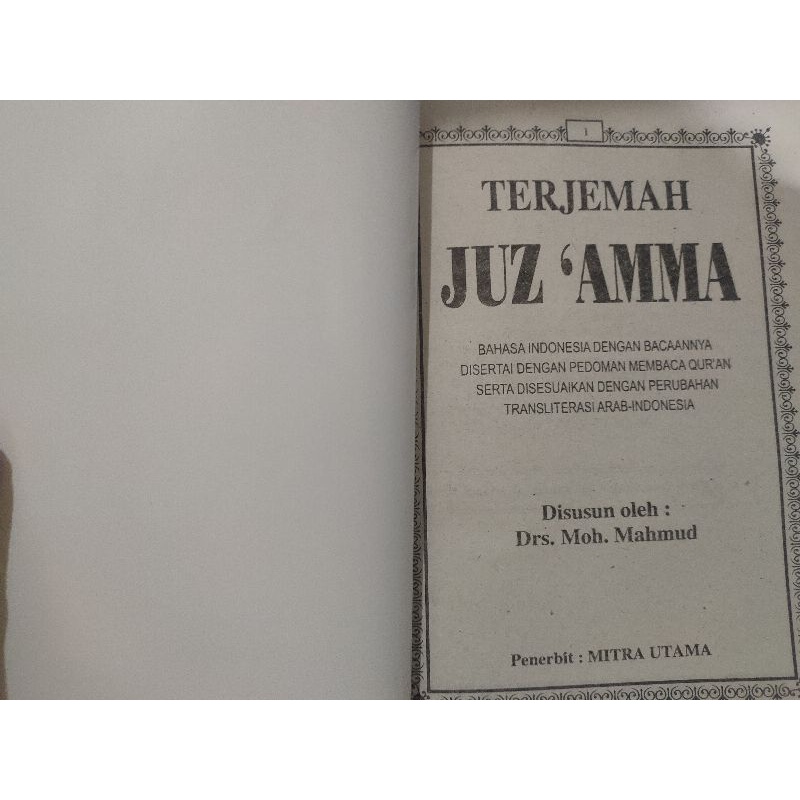 1
TERJEMAH
JUZ ‘AMMA
BAHASA INDONESIA DENGAN BACAANNYA
DISERTAI DENGAN PEDOMAN MEMBACA QUR'AN
SERTA DISESUAIKAN DENGAN PERUBAHAN
TRANSLITERASI ARAB-INDONESIA
Disusun oleh :
Drs. Moh. Mahmud
Penerbit : MITRA UTAMA